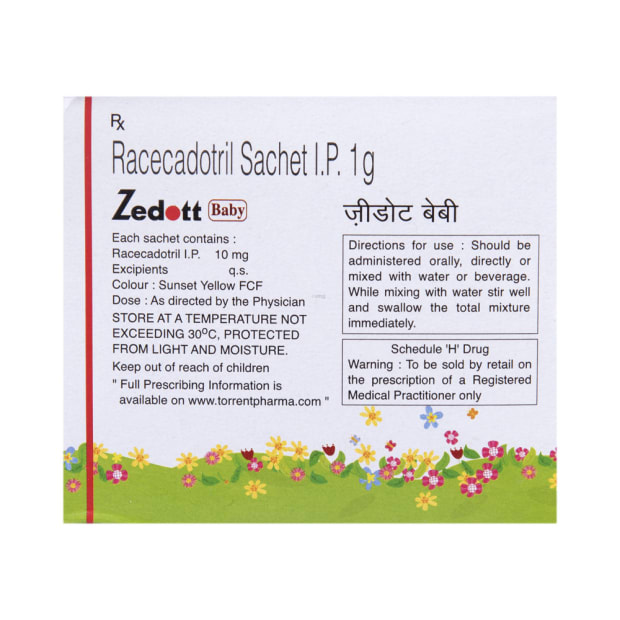 Rx
Racecadotril Sachet I.P. 1g
Zedott Baby
ज़ीडोट बेबी
Each sachet contains :
Racecadotril I.P. 10 mg
Excipients q.s.
Colour : Sunset Yellow FCF
Dose : As directed by the Physician
STORE AT A TEMPERATURE NOT
EXCEEDING 30ºC, PROTECTED
FROM LIGHT AND MOISTURE.
Keep out of reach of children
" Full Prescribing Information is
available on www.torrentpharma.com "
Directions for use : Should be
administered orally, directly or
mixed with water or beverage.
While mixing with water stir well
and swallow the total mixture
immediately.
Schedule 'H' Drug
Warning : To be sold by retail on
the prescription of a Registered
Medical Practitioner only